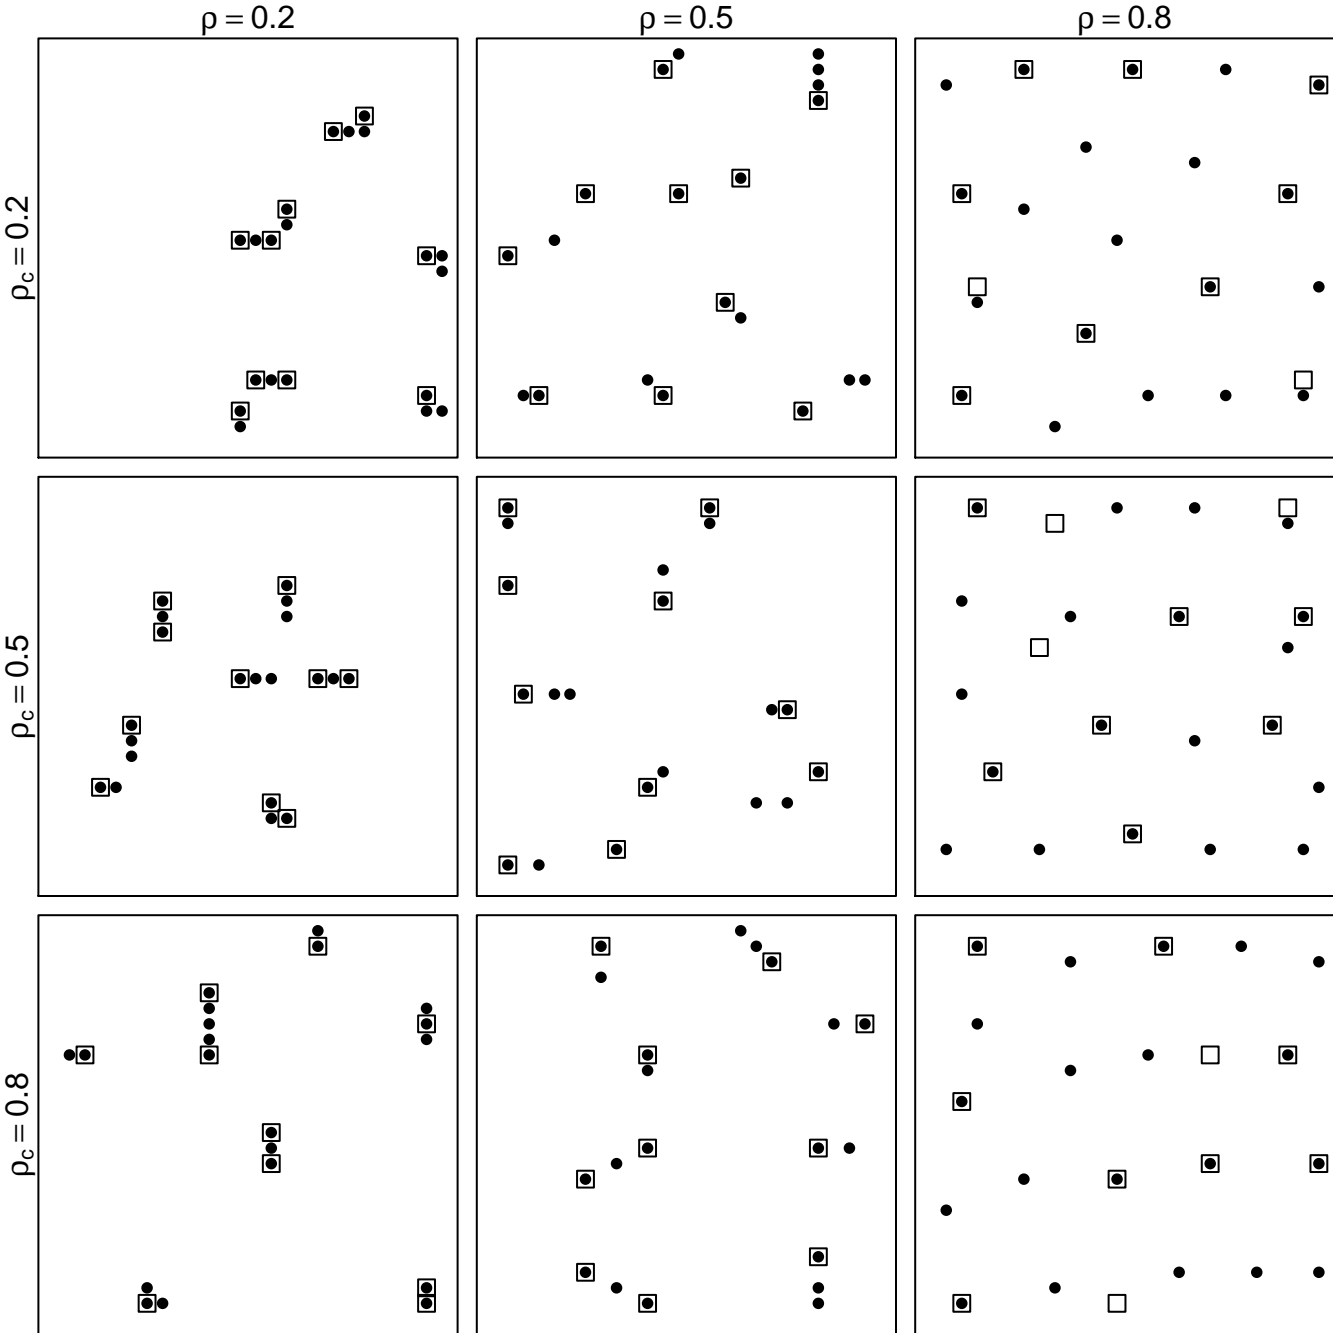 ρ = 0.2
ρ = 0.5
ρ = 0.8
ρc = 0.2
ρc = 0.5
ρc = 0.8